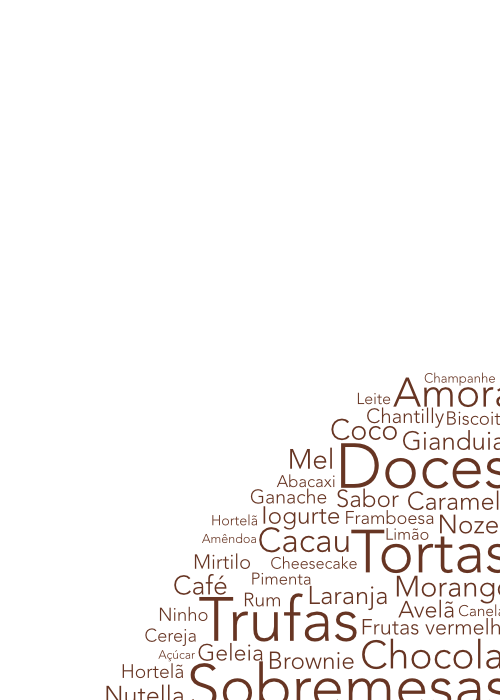 Champanhe
Leite Amora
Chantilly Biscoit
Coco Gianduia
Mel Doces
Abacaxi
Ganache Sabor Caramel
Hortelã Iogurte Framboesa Noze
Amêndoa Cacau Limão
Tortas
Mirtilo Cheesecake
Café Pimenta Morango
Rum Laranja
Ninho Trufas Avelã Canela
Cereja Frutas vermelh
Açúcar Geleia Brownie Chocola
Hortelã Sobremesas
Nutella